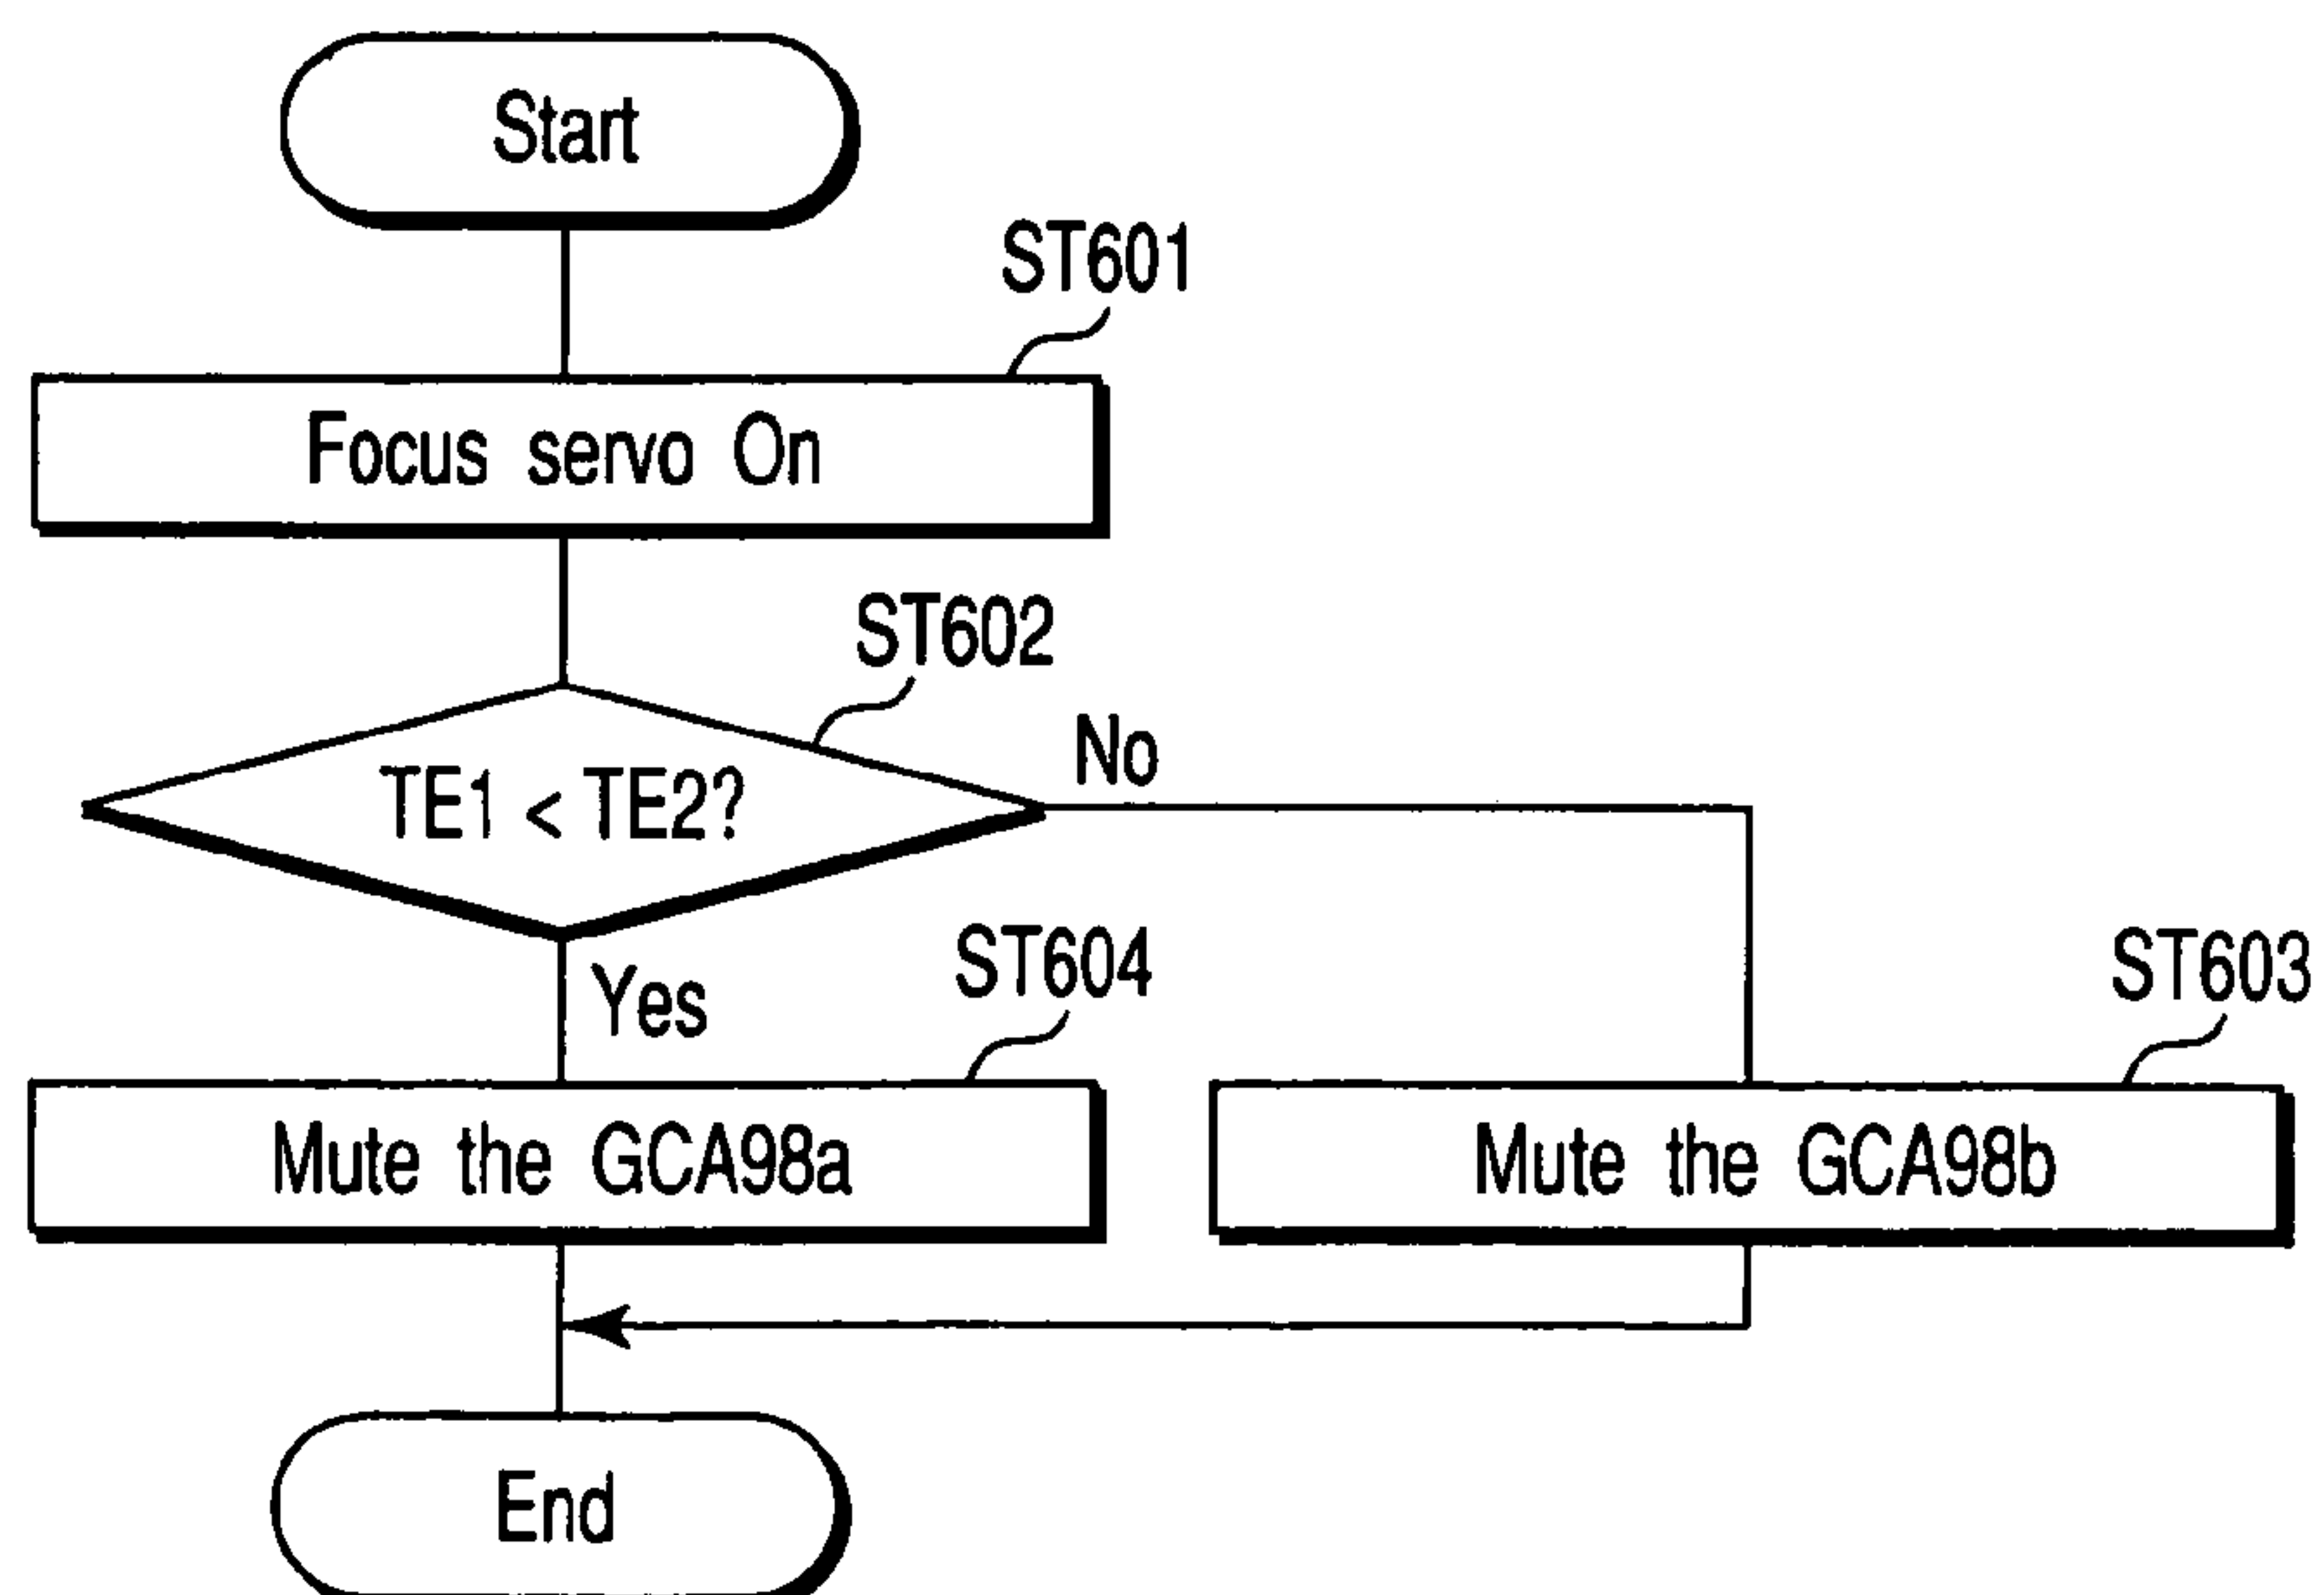 Start
ST601
Focus servo On
ST602
TE1 < TE2?
No
Yes
ST604
ST603
Mute the GCA98a
Mute the GCA98b
End